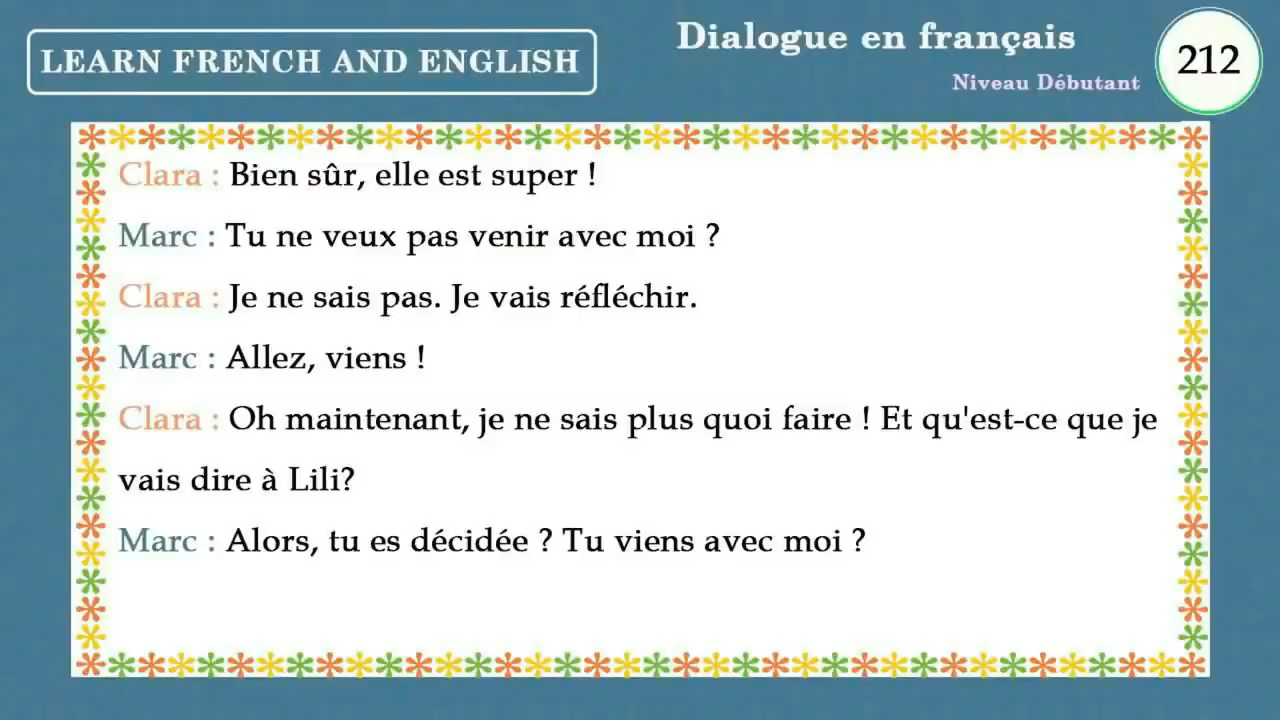 LEARN FRENCH AND ENGLISH
Dialogue en français
Niveau Débutant
212
Clara : Bien sûr, elle est super !
Marc : Tu ne veux pas venir avec moi ?
Clara : Je ne sais pas. Je vais réfléchir.
Marc : Allez, viens !
Clara : Oh maintenant, je ne sais plus quoi faire ! Et qu'est-ce que je
vais dire à Lili?
Marc : Alors, tu es décidée ? Tu viens avec moi ?